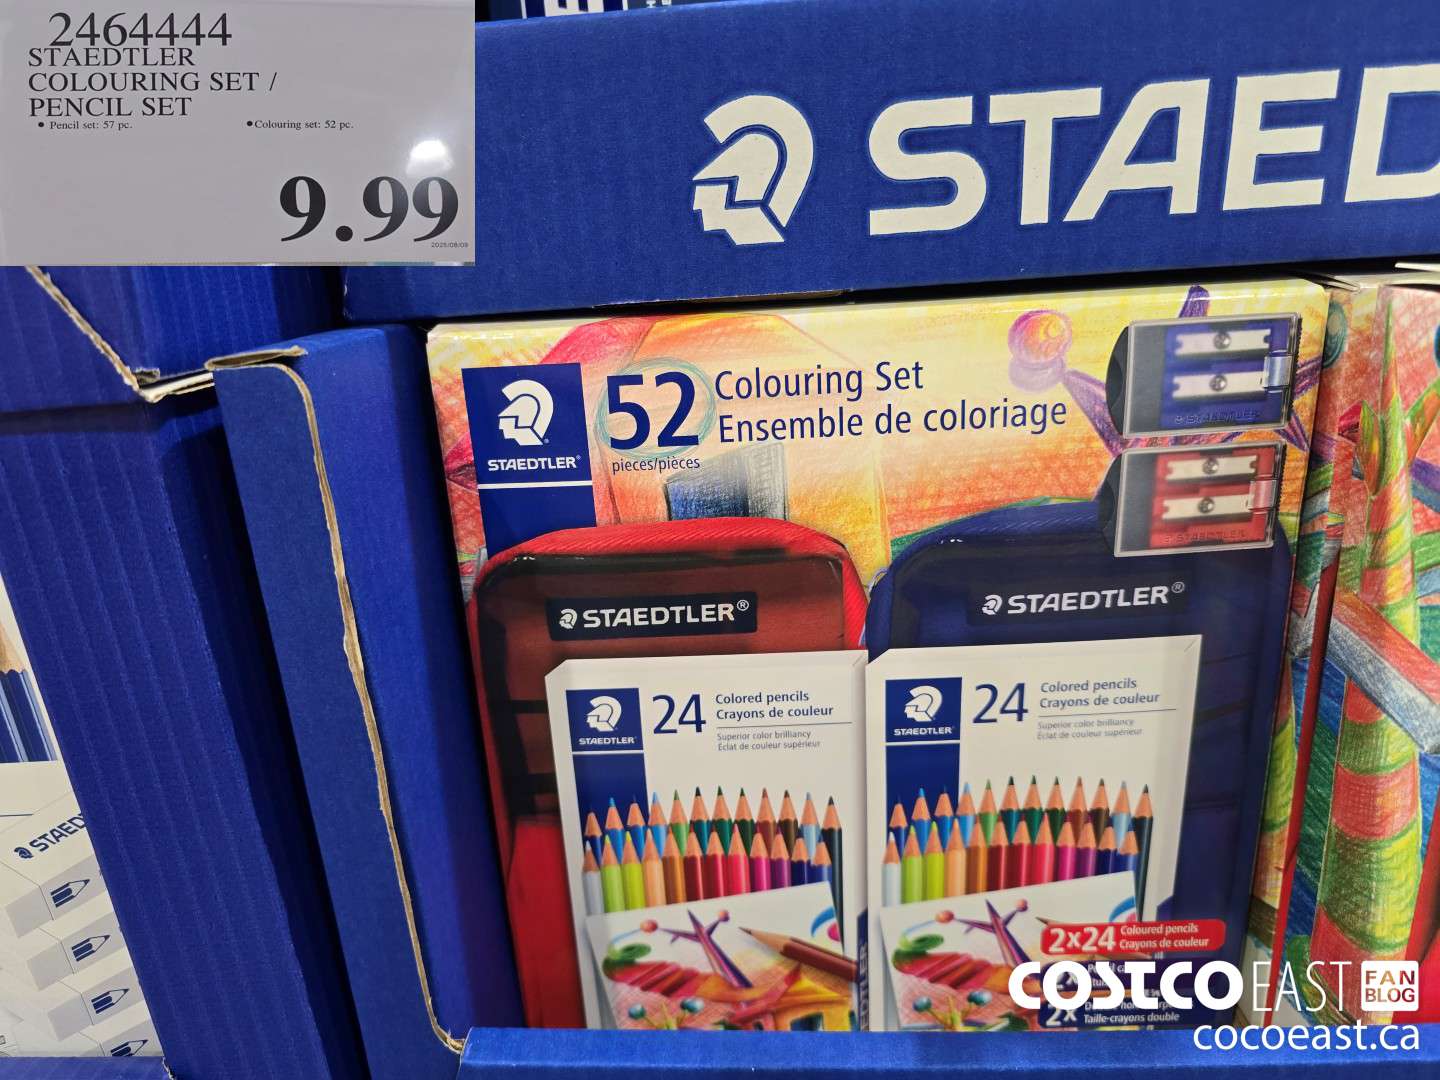 2464444
STAEDTLER
COLOURING SET /
PENCIL SET
• Pencil set: 57 pc. • Colouring set: 52 pc.
9.99
2025/08/09
STAED
STAEDTLER®
52
pieces/pièces
Colouring Set
Ensemble de coloriage
STAEDTLER
STAEDTLER
STAEDTLER®
STAEDTLER®
STAEDTLER
24
Colored pencils
Crayons de couleur
Superior color brilliancy
Éclat de couleur supérieur
STAEDTLER
24
Colored pencils
Crayons de couleur
Superior color brilliancy
Éclat de couleur supérieur
2x24 Coloured pencils
Crayons de couleur
2x
2x
Taille-crayons double
STAED
COSTCO EAST FAN BLOG
cocoeast.ca